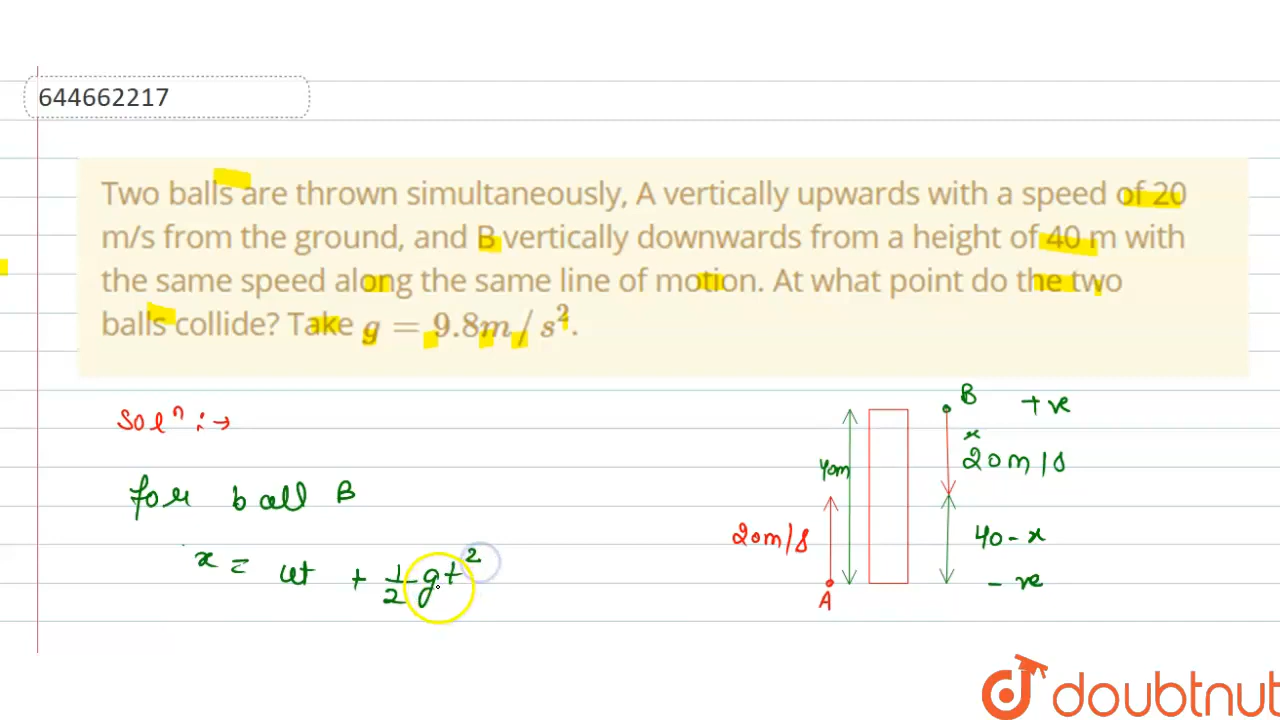 644662217
Two balls are thrown simultaneously, A vertically upwards with a speed of 20
m/s from the ground, and B vertically downwards from a height of 40 m with
the same speed along the same line of motion. At what point do the two
balls collide? Take g = 9.8m/s².
Solⁿ :→
for ball B
x = ut + 1/2 gt²
B +ve
x
20m/s
40m
20m/s
40-x
- ve
A
doubtnut